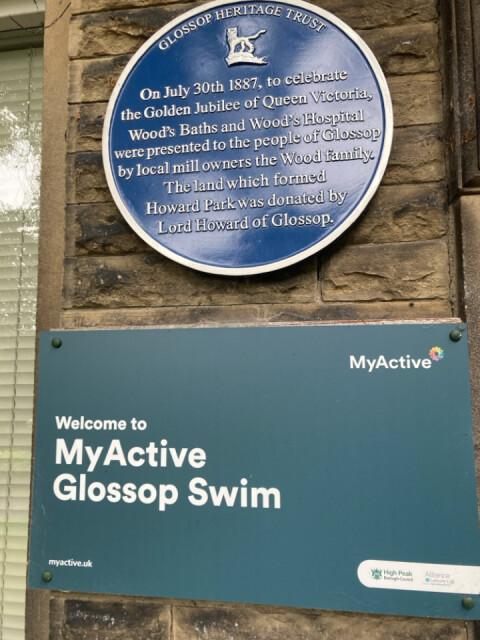 GLOSSOP HERITAGE TRUST
On July 30th 1887, to celebrate
the Golden Jubilee of Queen Victoria,
Wood's Baths and Wood's Hospital
were presented to the people of Glossop
by local mill owners the Wood family.
The land which formed
Howard Park was donated by
Lord Howard of Glossop.
MyActive
Welcome to
MyActive
Glossop Swim
myactive.uk
High Peak
Borough Council
Alliance